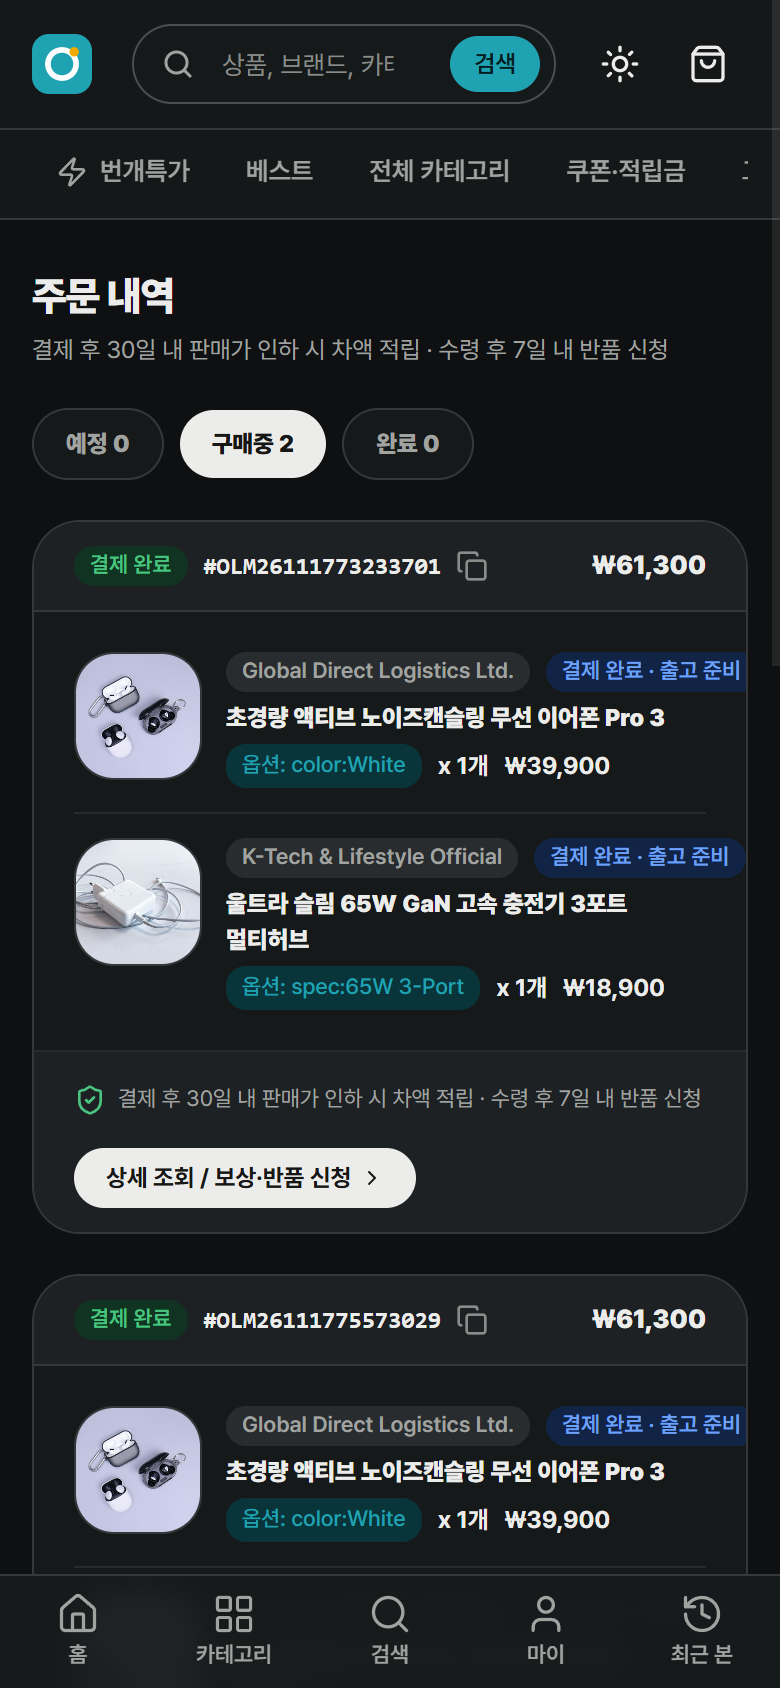 상품, 브랜드, 카테
검색
번개특가 베스트 전체 카테고리 쿠폰·적립금
주문 내역
결제 후 30일 내 판매가 인하 시 차액 적립 · 수령 후 7일 내 반품 신청
예정 0 구매중 2 완료 0
결제 완료 #OLM26111773233701 ₩61,300
Global Direct Logistics Ltd. 결제 완료 · 출고 준비
초경량 액티브 노이즈캔슬링 무선 이어폰 Pro 3
옵션: color:White x 1개 ₩39,900
K-Tech & Lifestyle Official 결제 완료 · 출고 준비
울트라 슬림 65W GaN 고속 충전기 3포트
멀티허브
옵션: spec:65W 3-Port x 1개 ₩18,900
결제 후 30일 내 판매가 인하 시 차액 적립 · 수령 후 7일 내 반품 신청
상세 조회 / 보상·반품 신청
결제 완료 #OLM26111775573029 ₩61,300
Global Direct Logistics Ltd. 결제 완료 · 출고 준비
초경량 액티브 노이즈캔슬링 무선 이어폰 Pro 3
옵션: color:White x 1개 ₩39,900
홈 카테고리 검색 마이 최근 본